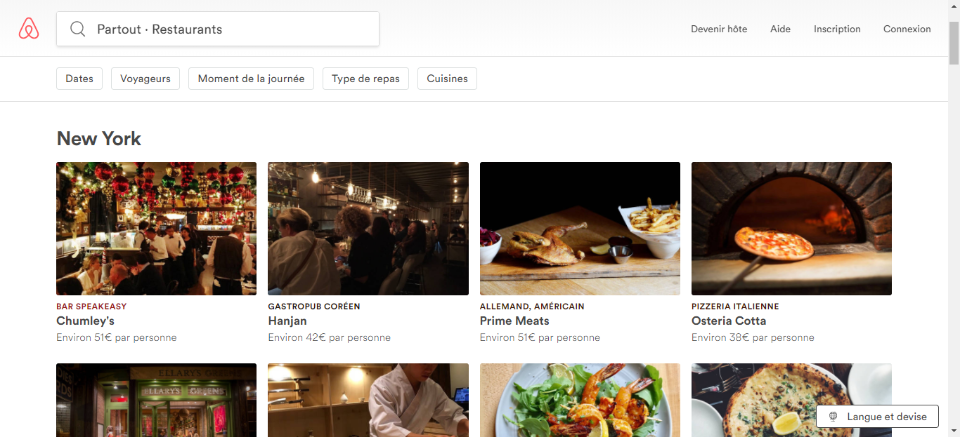 Partout · Restaurants
Devenir hôte
Aide
Inscription
Connexion
Dates
Voyageurs
Moment de la journée
Type de repas
Cuisines
New York
BAR SPEAKEASY
Chumley's
Environ 51€ par personne
GASTROPUB CORÉEN
Hanjan
Environ 42€ par personne
ALLEMAND, AMÉRICAIN
Prime Meats
Environ 51€ par personne
PIZZERIA ITALIENNE
Osteria Cotta
Environ 38€ par personne
Langue et devise